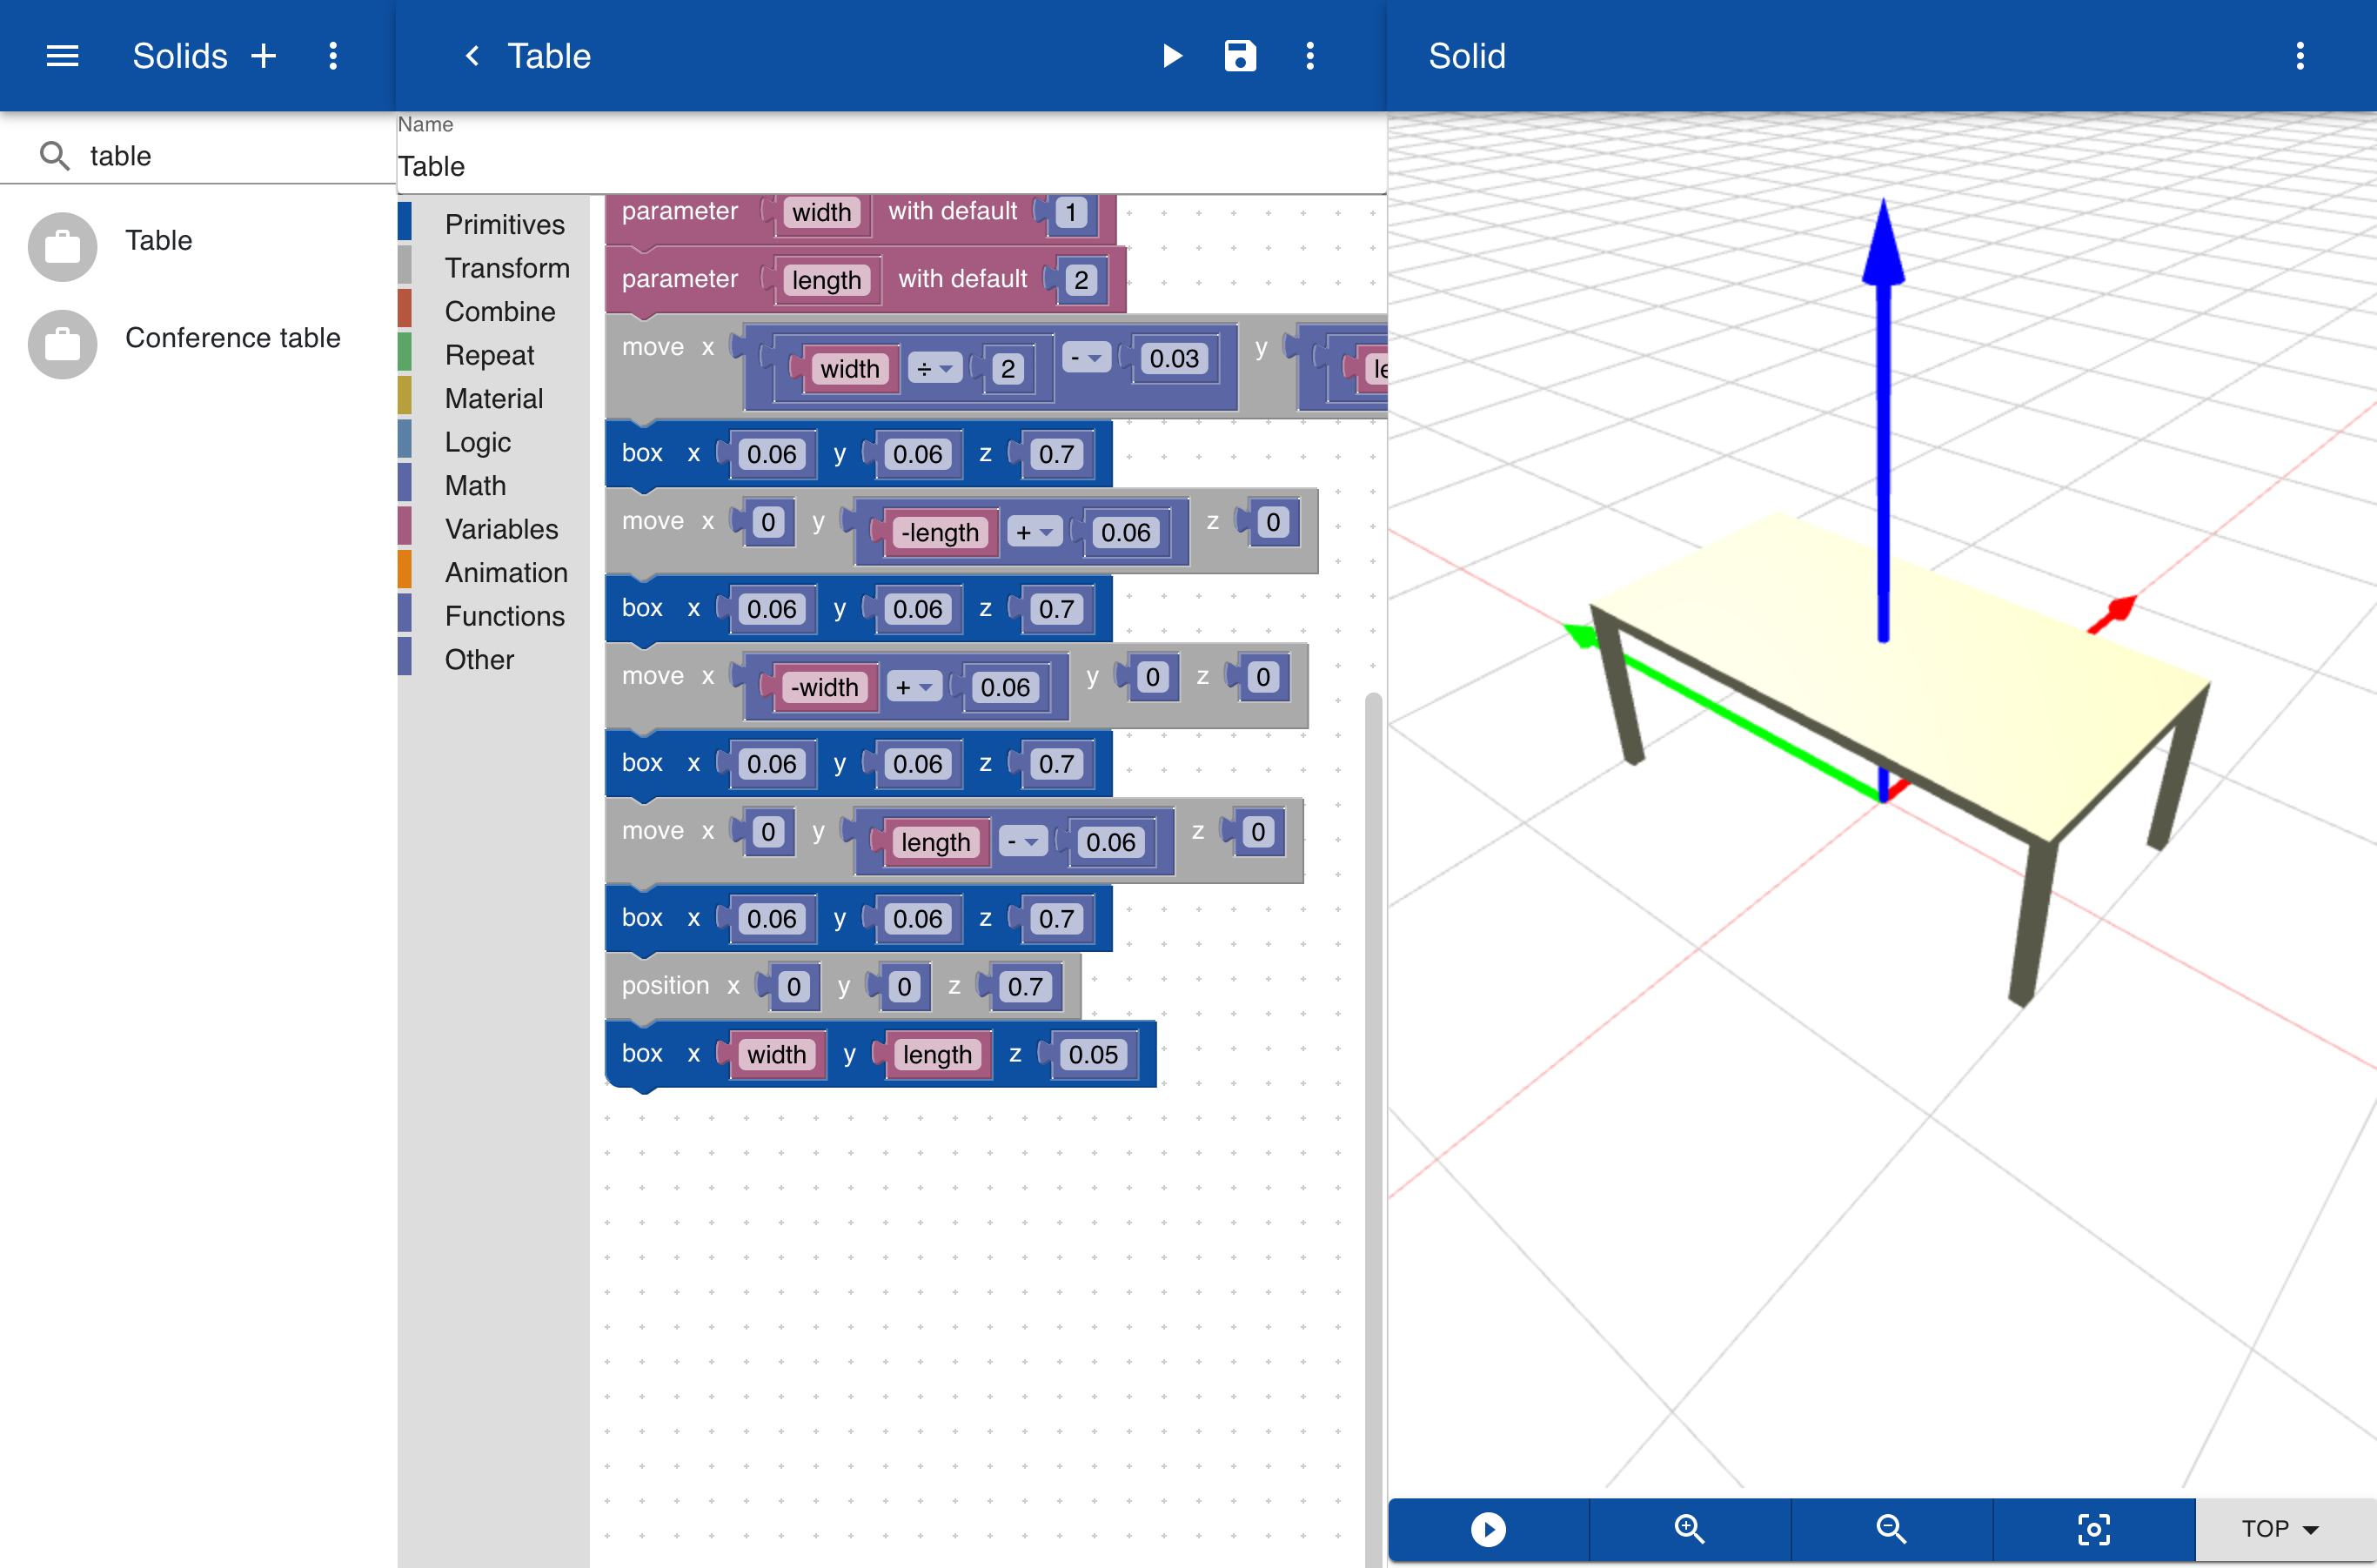 Solids
Table
Solid
table
Table
Conference table
Name
Table
Primitives
Transform
Combine
Repeat
Material
Logic
Math
Variables
Animation
Functions
Other
parameter width with default 1
parameter length with default 2
move x width ÷ 2 - 0.03 y le
box x 0.06 y 0.06 z 0.7
move x 0 y -length + 0.06 z 0
box x 0.06 y 0.06 z 0.7
move x -width + 0.06 y 0 z 0
box x 0.06 y 0.06 z 0.7
move x 0 y length - 0.06 z 0
box x 0.06 y 0.06 z 0.7
position x 0 y 0 z 0.7
box x width y length z 0.05
TOP